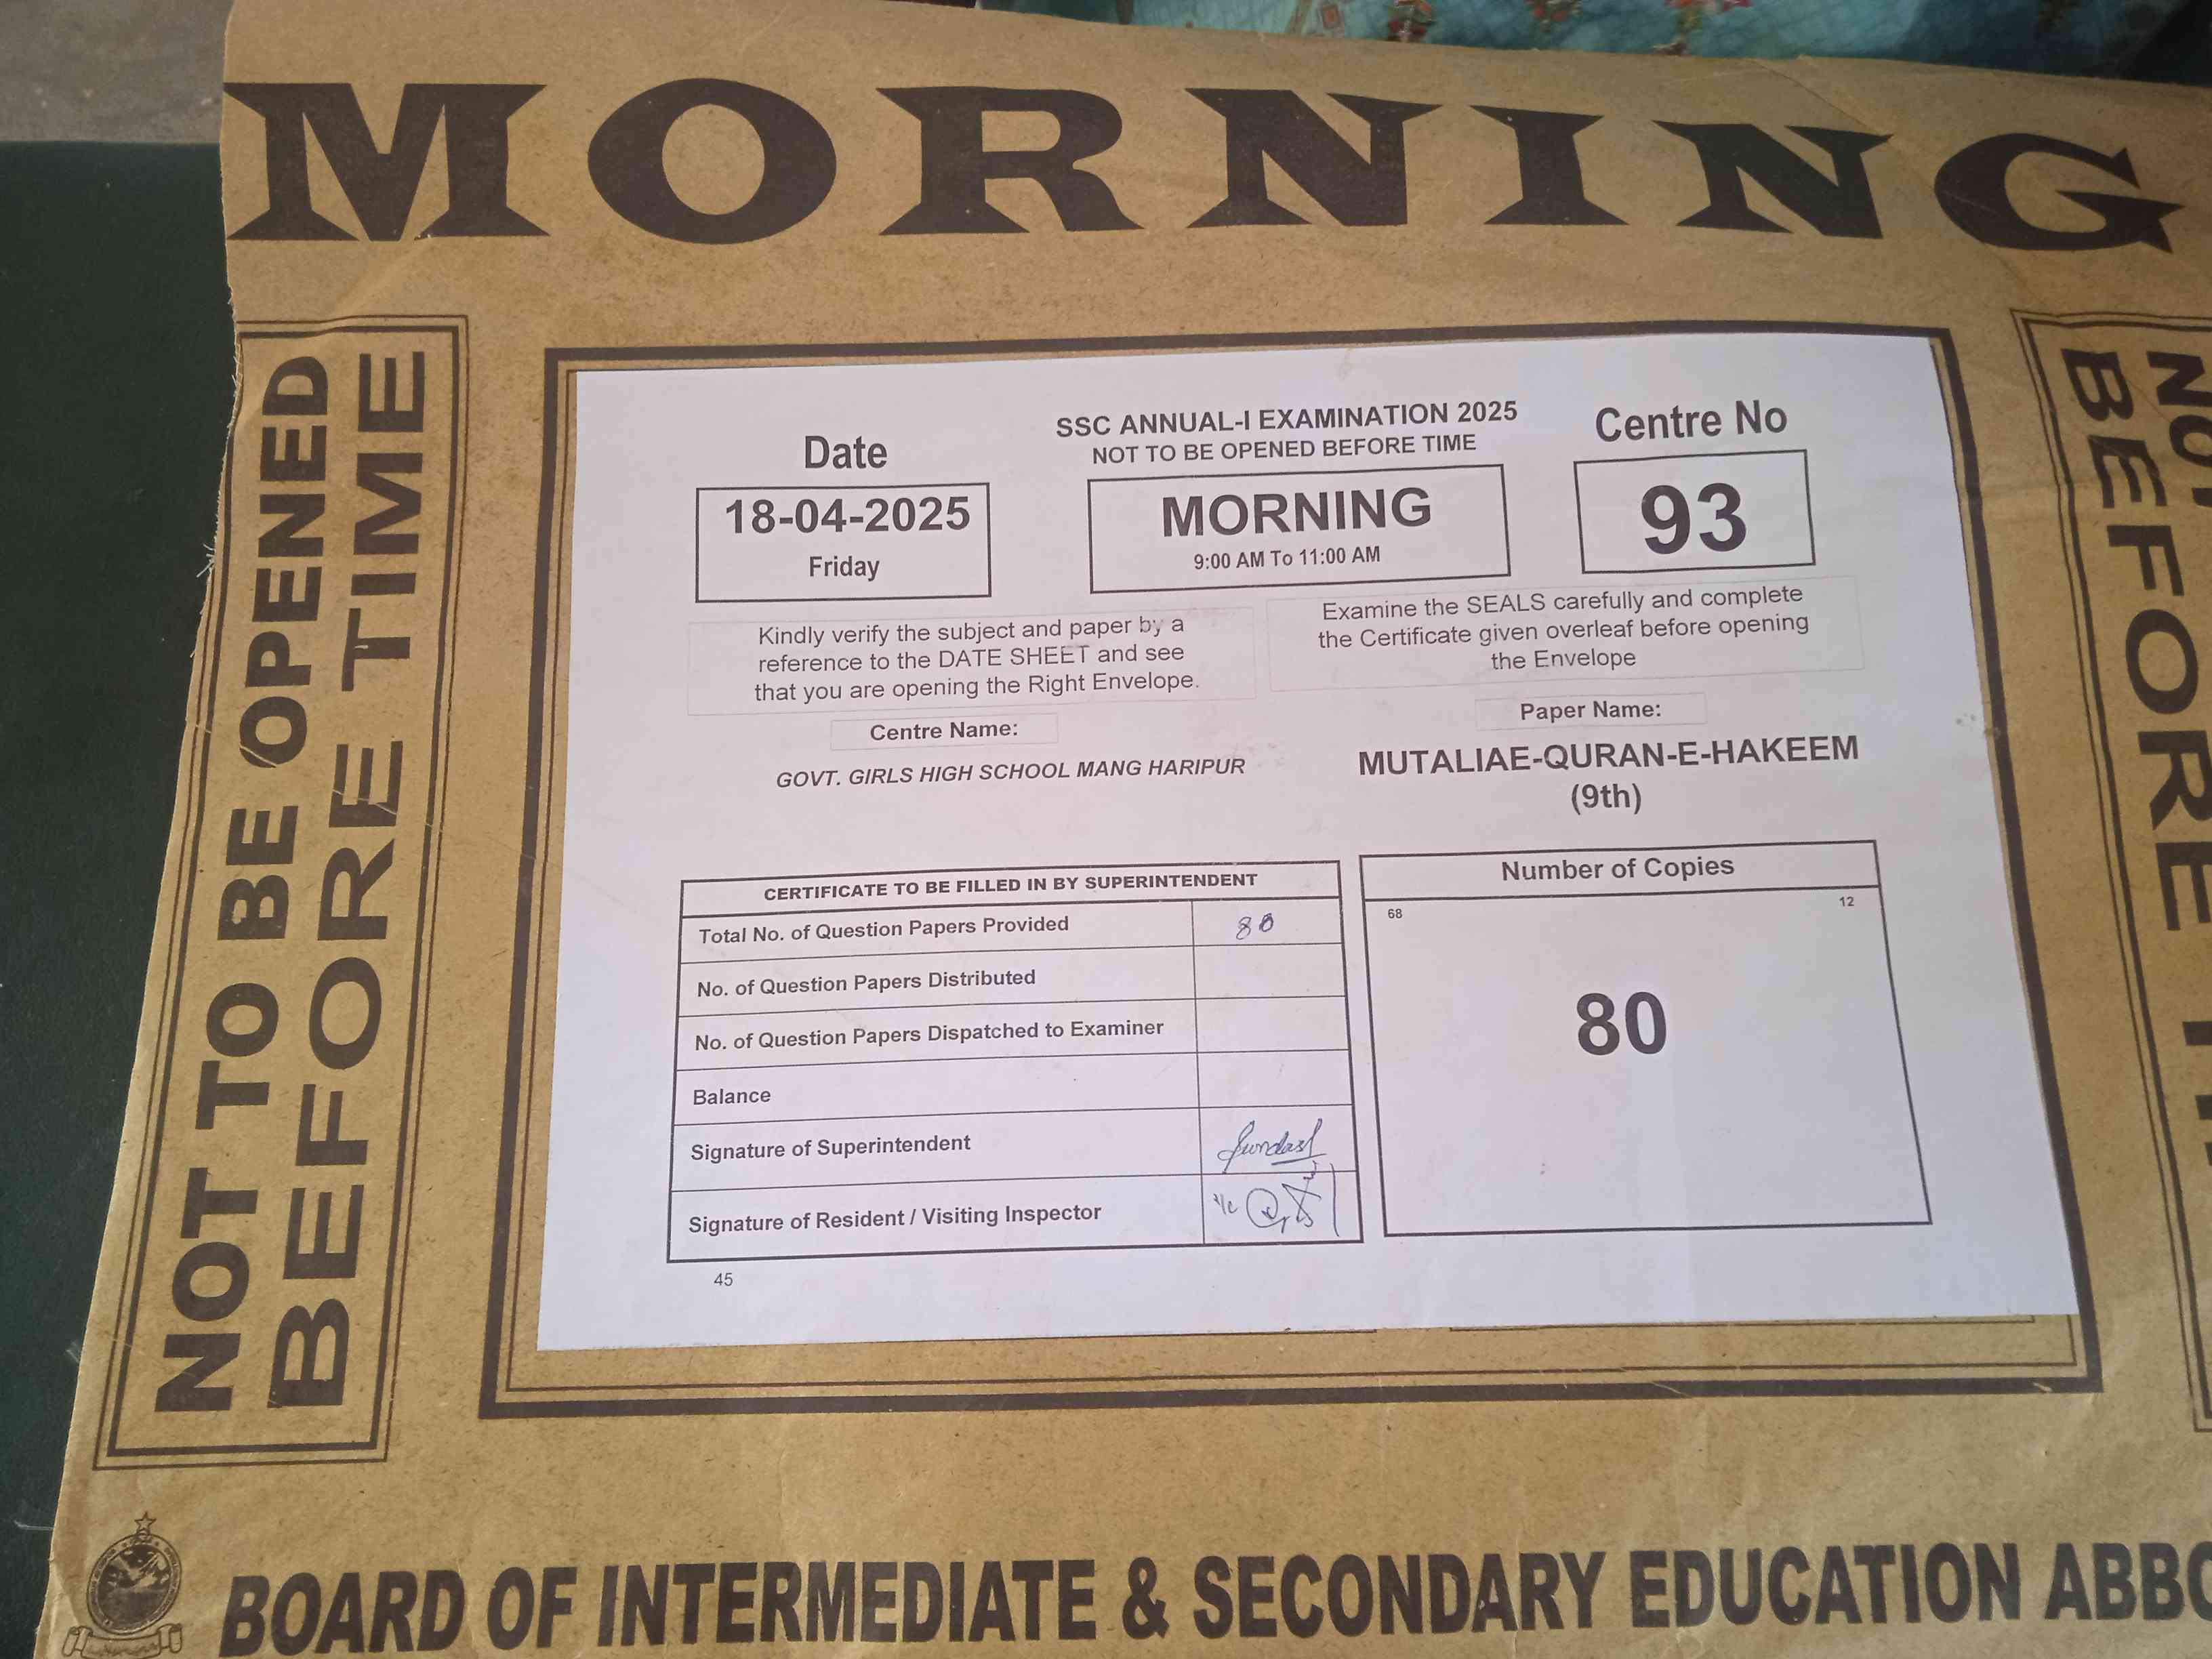 MORNING
NOT TO BE OPENED
BEFORE TIME
SSC ANNUAL-I EXAMINATION 2025
NOT TO BE OPENED BEFORE TIME
Date
18-04-2025
Friday
MORNING
9:00 AM To 11:00 AM
Centre No
93
Kindly verify the subject and paper by a
reference to the DATE SHEET and see
that you are opening the Right Envelope.
Examine the SEALS carefully and complete
the Certificate given overleaf before opening
the Envelope
Centre Name:
GOVT. GIRLS HIGH SCHOOL MANG HARIPUR
Paper Name:
MUTALIAE-QURAN-E-HAKEEM
(9th)
CERTIFICATE TO BE FILLED IN BY SUPERINTENDENT
Total No. of Question Papers Provided 80
No. of Question Papers Distributed
No. of Question Papers Dispatched to Examiner
Balance
Signature of Superintendent
Signature of Resident / Visiting Inspector
45
Number of Copies
68 12
80
NOT
BEFORE
BOARD OF INTERMEDIATE & SECONDARY EDUCATION ABBO